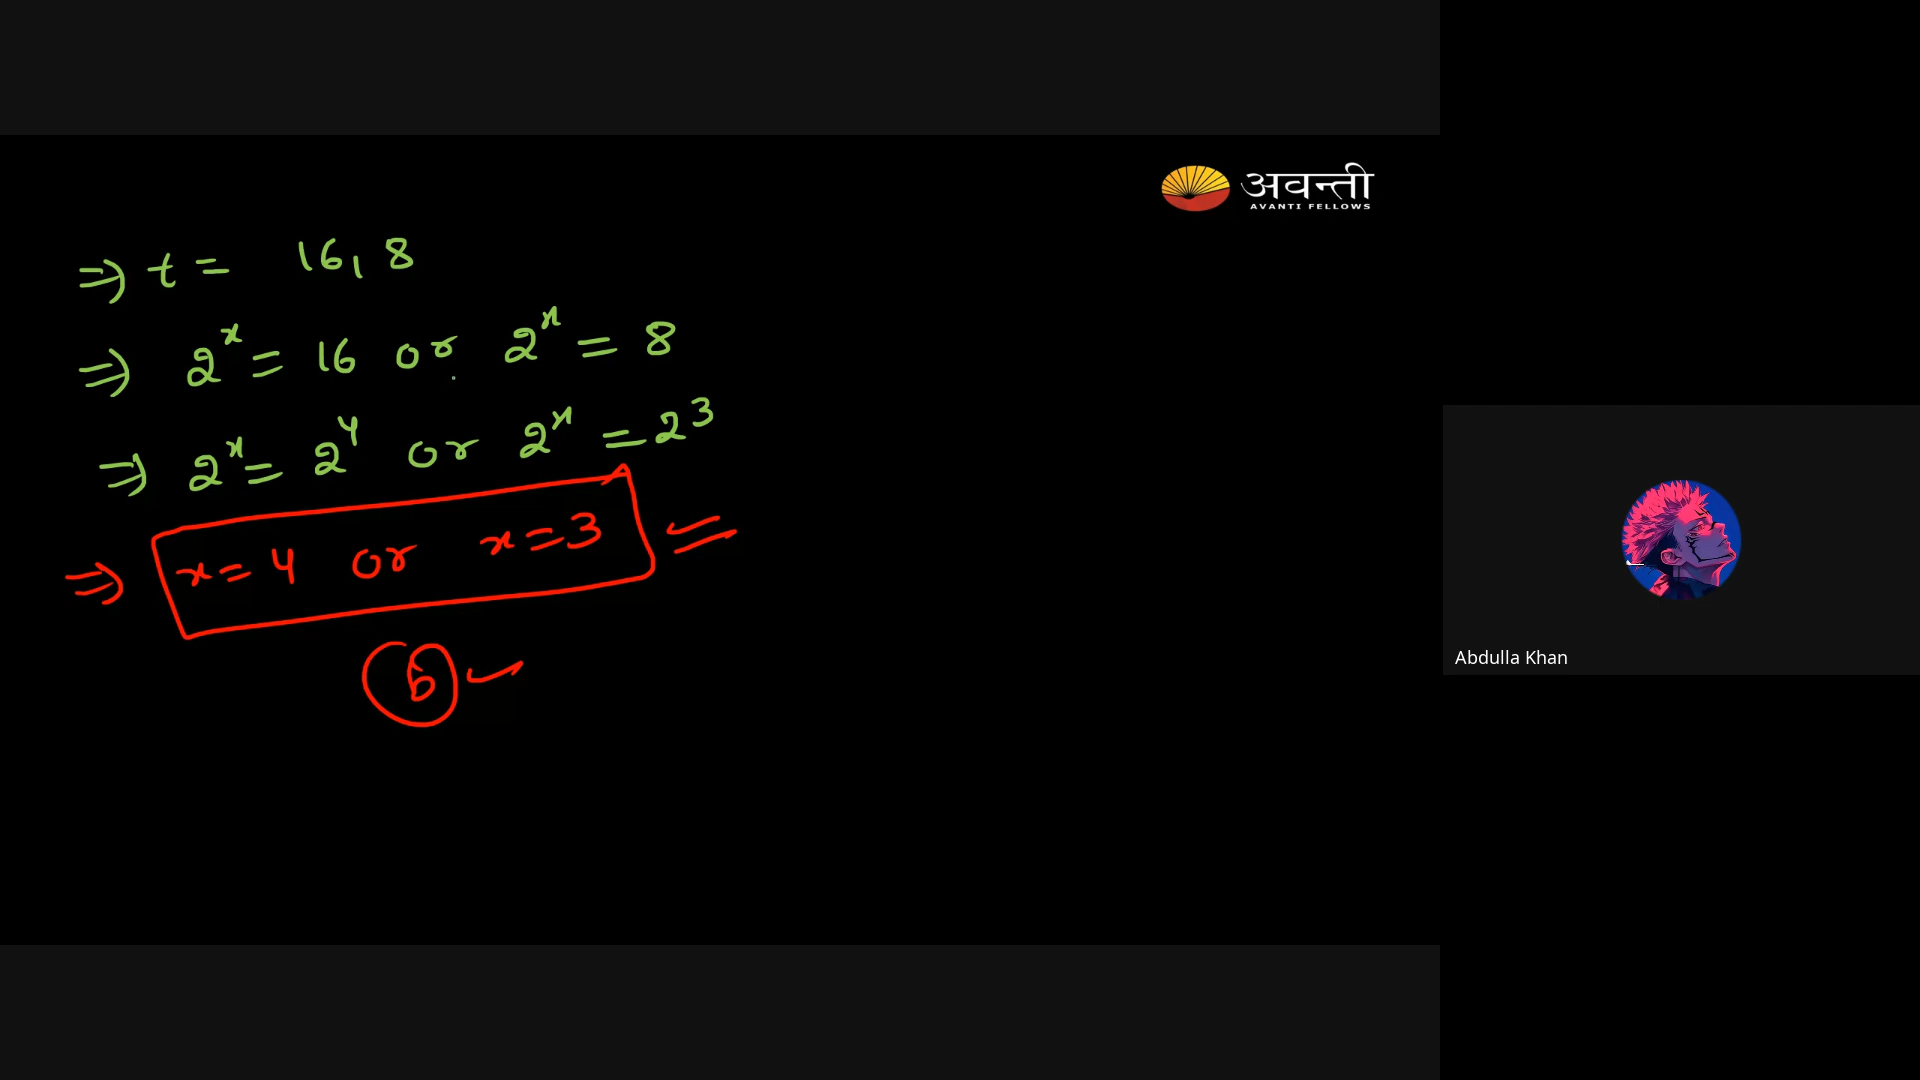 अवन्ती
AVANTI FELLOWS
⇒ t = 16, 8
⇒ 2^x = 16 or 2^x = 8
⇒ 2^x = 2^4 or 2^x = 2^3
⇒ x = 4 or x = 3
b
Abdulla Khan